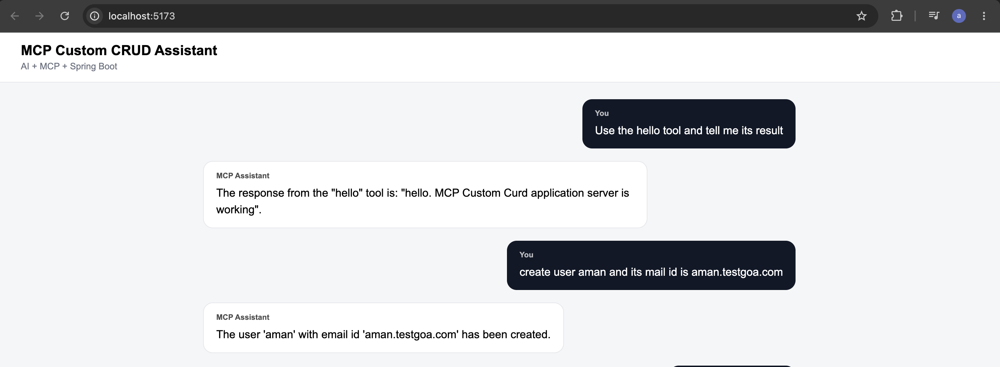 localhost:5173
a
MCP Custom CRUD Assistant
AI + MCP + Spring Boot
You
Use the hello tool and tell me its result
MCP Assistant
The response from the "hello" tool is: "hello. MCP Custom Curd application server is
working".
You
create user aman and its mail id is aman.testgoa.com
MCP Assistant
The user 'aman' with email id 'aman.testgoa.com' has been created.